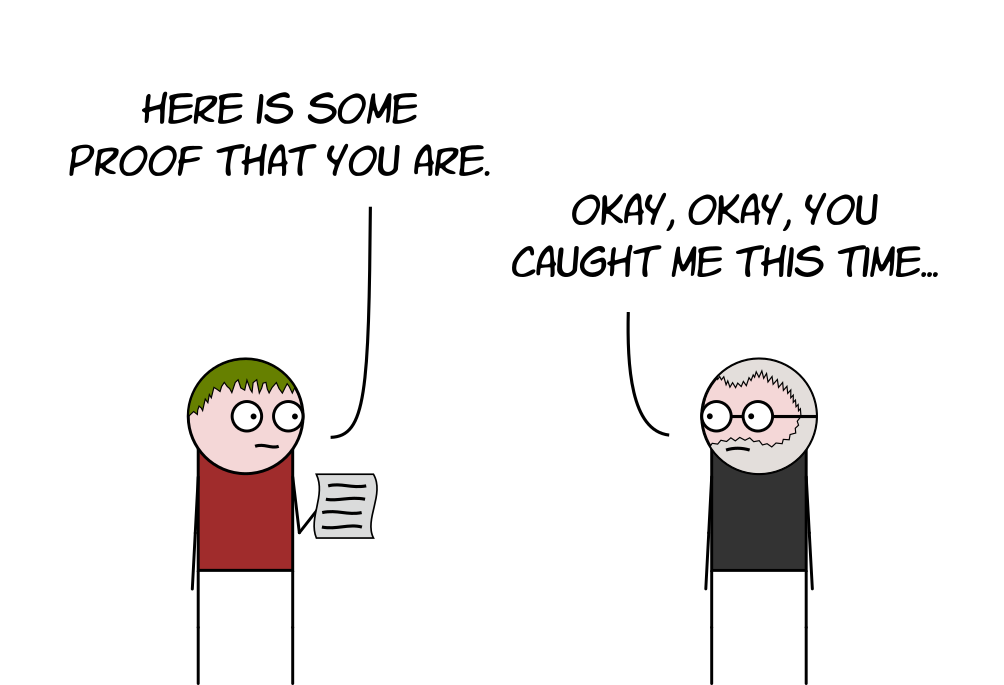 HERE IS SOME
PROOF THAT YOU ARE.
OKAY, OKAY, YOU
CAUGHT ME THIS TIME...